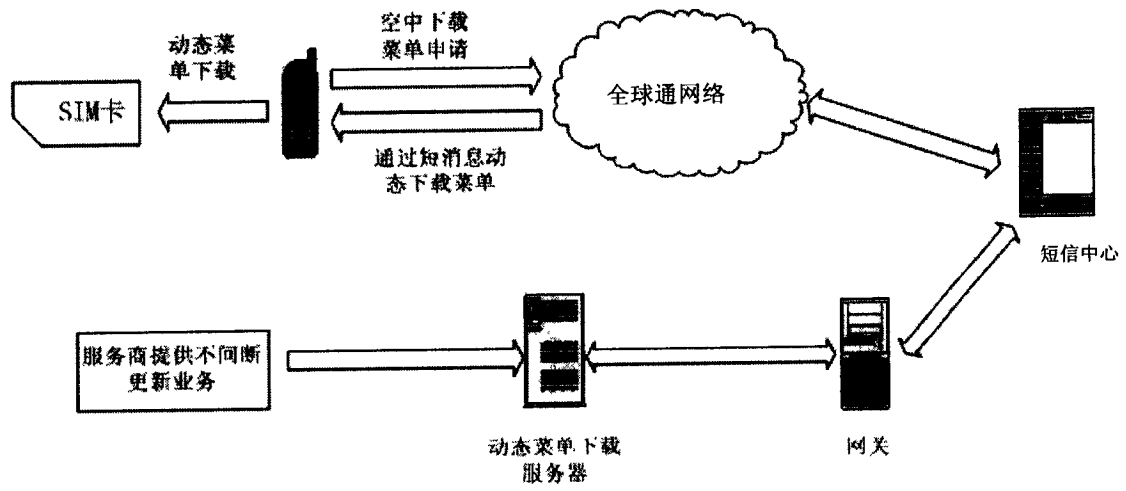 空中下载
菜单申请
动态菜
单下载
SIM卡
全球通网络
通过短消息动
态下载菜单
短信中心
服务商提供不间断
更新业务
动态菜单下载
服务器
网关